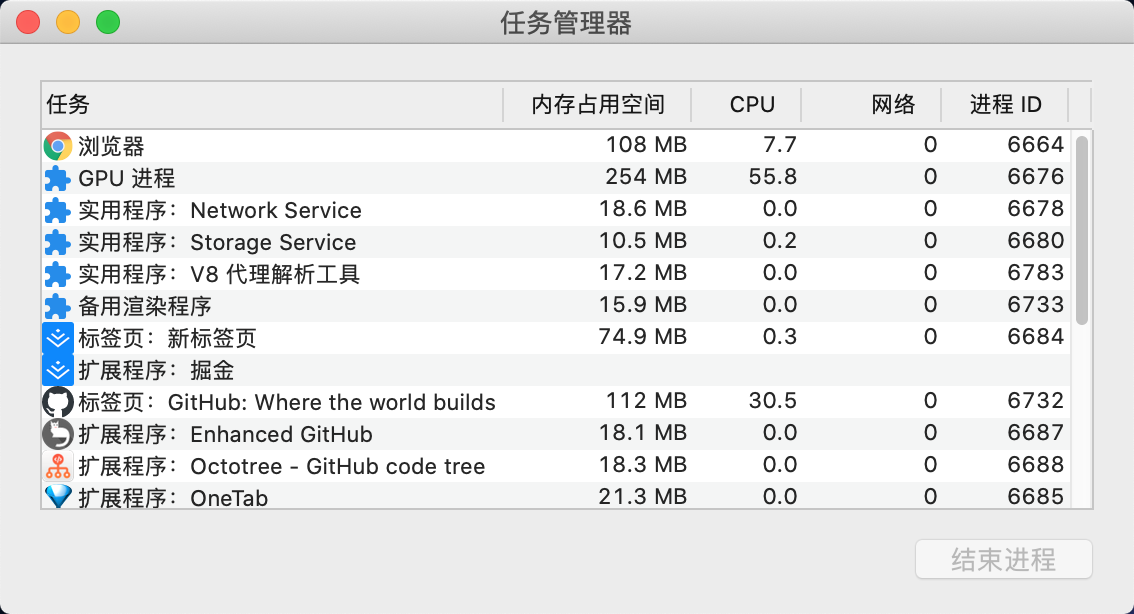 任务管理器
任务 内存占用空间 CPU 网络 进程 ID
浏览器 108 MB 7.7 0 6664
GPU 进程 254 MB 55.8 0 6676
实用程序：Network Service 18.6 MB 0.0 0 6678
实用程序：Storage Service 10.5 MB 0.2 0 6680
实用程序：V8 代理解析工具 17.2 MB 0.0 0 6783
备用渲染程序 15.9 MB 0.0 0 6733
标签页：新标签页 74.9 MB 0.3 0 6684
扩展程序：掘金
标签页：GitHub: Where the world builds 112 MB 30.5 0 6732
扩展程序：Enhanced GitHub 18.1 MB 0.0 0 6687
扩展程序：Octotree - GitHub code tree 18.3 MB 0.0 0 6688
扩展程序：OneTab 21.3 MB 0.0 0 6685
结束进程